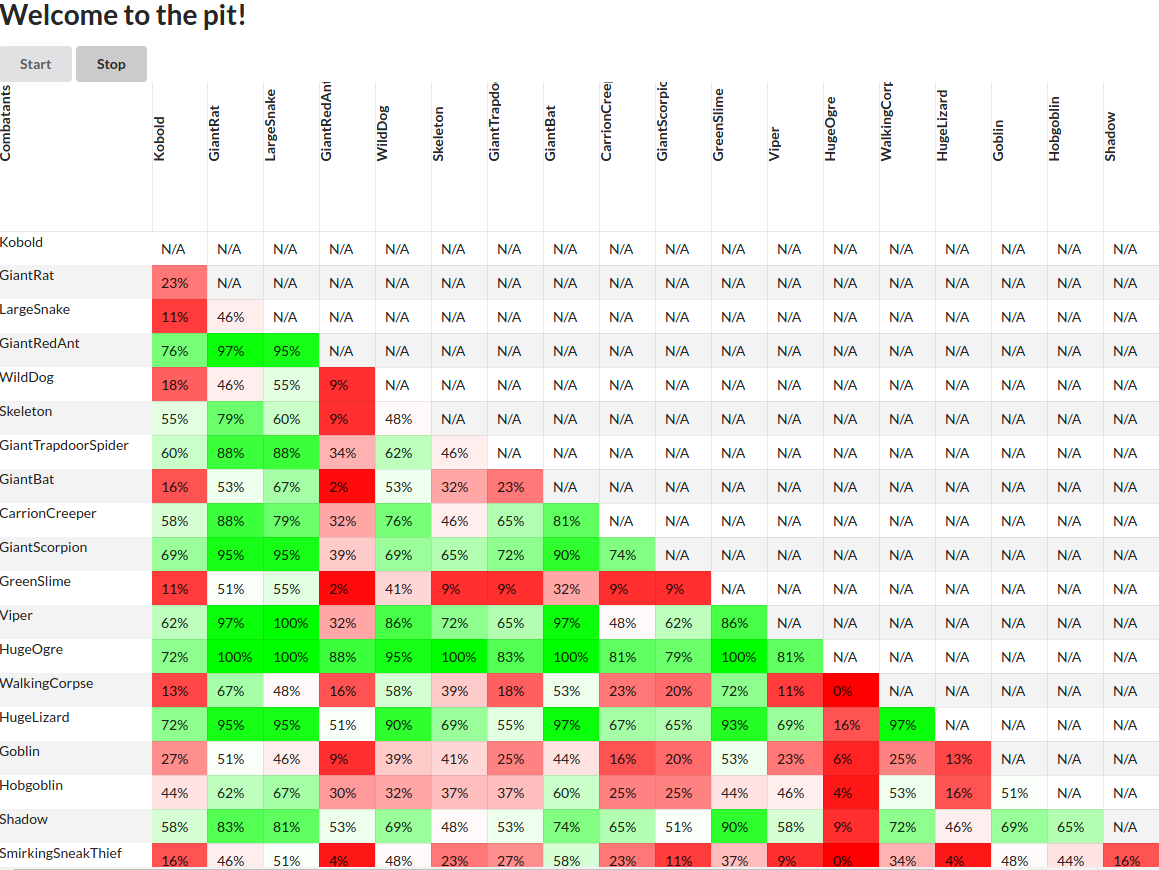 Welcome to the pit!
Start Stop
Combatants Kobold GiantRat LargeSnake GiantRedAnt WildDog Skeleton GiantTrapdo GiantBat CarrionCree GiantScorpic GreenSlime Viper HugeOgre WalkingCorp HugeLizard Goblin Hobgoblin Shadow
Kobold N/A N/A N/A N/A N/A N/A N/A N/A N/A N/A N/A N/A N/A N/A N/A N/A N/A N/A
GiantRat 23% N/A N/A N/A N/A N/A N/A N/A N/A N/A N/A N/A N/A N/A N/A N/A N/A N/A
LargeSnake 11% 46% N/A N/A N/A N/A N/A N/A N/A N/A N/A N/A N/A N/A N/A N/A N/A N/A
GiantRedAnt 76% 97% 95% N/A N/A N/A N/A N/A N/A N/A N/A N/A N/A N/A N/A N/A N/A N/A
WildDog 18% 46% 55% 9% N/A N/A N/A N/A N/A N/A N/A N/A N/A N/A N/A N/A N/A N/A
Skeleton 55% 79% 60% 9% 48% N/A N/A N/A N/A N/A N/A N/A N/A N/A N/A N/A N/A N/A
GiantTrapdoorSpider 60% 88% 88% 34% 62% 46% N/A N/A N/A N/A N/A N/A N/A N/A N/A N/A N/A N/A
GiantBat 16% 53% 67% 2% 53% 32% 23% N/A N/A N/A N/A N/A N/A N/A N/A N/A N/A N/A
CarrionCreeper 58% 88% 79% 32% 76% 46% 65% 81% N/A N/A N/A N/A N/A N/A N/A N/A N/A N/A
GiantScorpion 69% 95% 95% 39% 69% 65% 72% 90% 74% N/A N/A N/A N/A N/A N/A N/A N/A N/A
GreenSlime 11% 51% 55% 2% 41% 9% 9% 32% 9% 9% N/A N/A N/A N/A N/A N/A N/A N/A
Viper 62% 97% 100% 32% 86% 72% 65% 97% 48% 62% 86% N/A N/A N/A N/A N/A N/A N/A
HugeOgre 72% 100% 100% 88% 95% 100% 83% 100% 81% 79% 100% 81% N/A N/A N/A N/A N/A N/A
WalkingCorpse 13% 67% 48% 16% 58% 39% 18% 53% 23% 20% 72% 11% 0% N/A N/A N/A N/A N/A
HugeLizard 72% 95% 95% 51% 90% 69% 55% 97% 67% 65% 93% 69% 16% 97% N/A N/A N/A N/A
Goblin 27% 51% 46% 9% 39% 41% 25% 44% 16% 20% 53% 23% 6% 25% 13% N/A N/A N/A
Hobgoblin 44% 62% 67% 30% 32% 37% 37% 60% 25% 25% 44% 46% 4% 53% 16% 51% N/A N/A
Shadow 58% 83% 81% 53% 69% 48% 53% 74% 65% 51% 90% 58% 9% 72% 46% 69% 65% N/A
SmirkingSneakThief 16% 46% 51% 4% 48% 23% 27% 58% 23% 11% 37% 9% 0% 34% 4% 48% 44% 16%